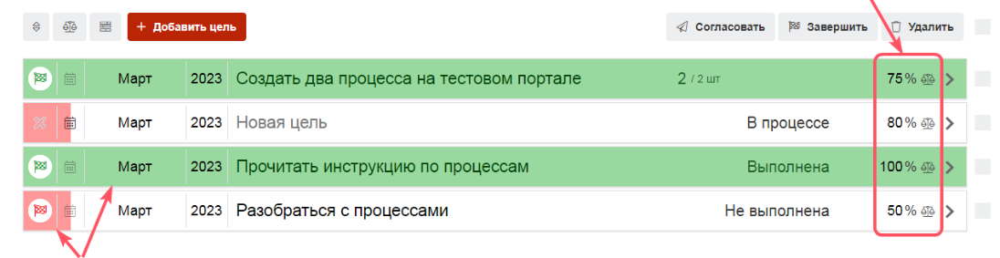 + Добавить цель Согласовать Завершить Удалить
Март 2023 Создать два процесса на тестовом портале 2 / 2 шт 75 %
Март 2023 Новая цель В процессе 80 %
Март 2023 Прочитать инструкцию по процессам Выполнена 100 %
Март 2023 Разобраться с процессами Не выполнена 50 %